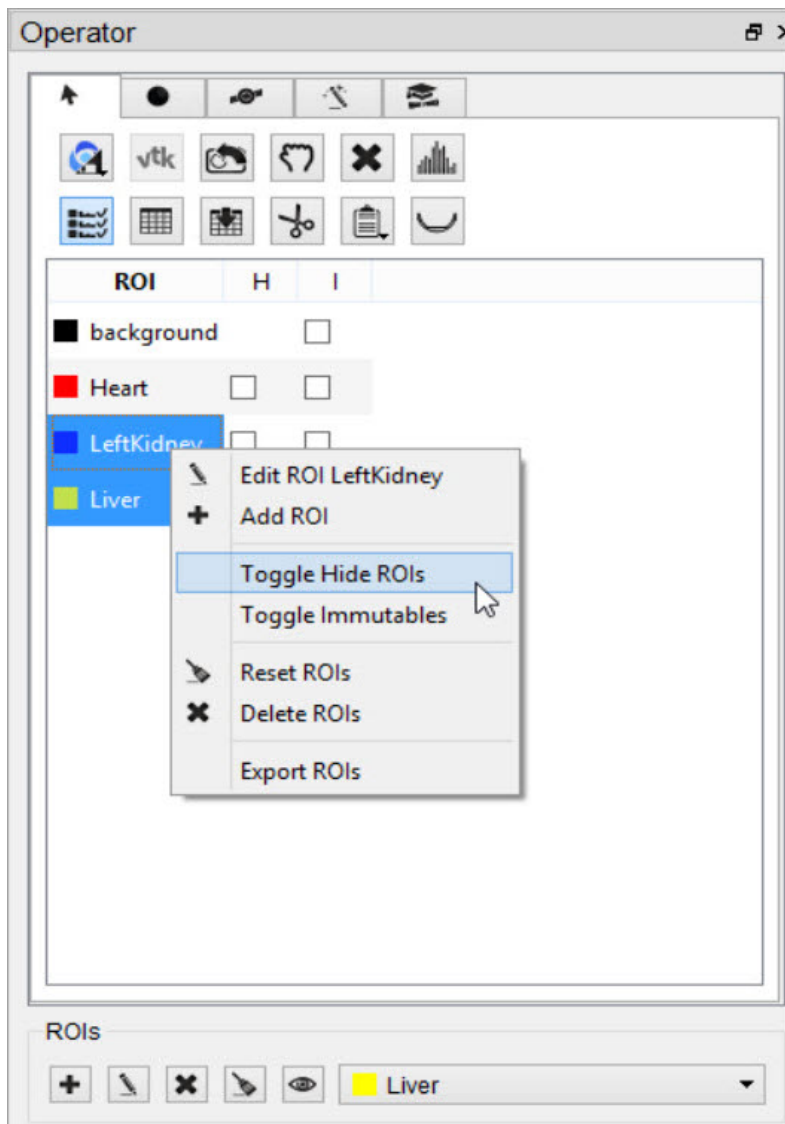 Operator
vtk
ROI H I
background
Heart
LeftKidney
Liver
Edit ROI LeftKidney
Add ROI
Toggle Hide ROIs
Toggle Immutables
Reset ROIs
Delete ROIs
Export ROIs
ROIs
Liver